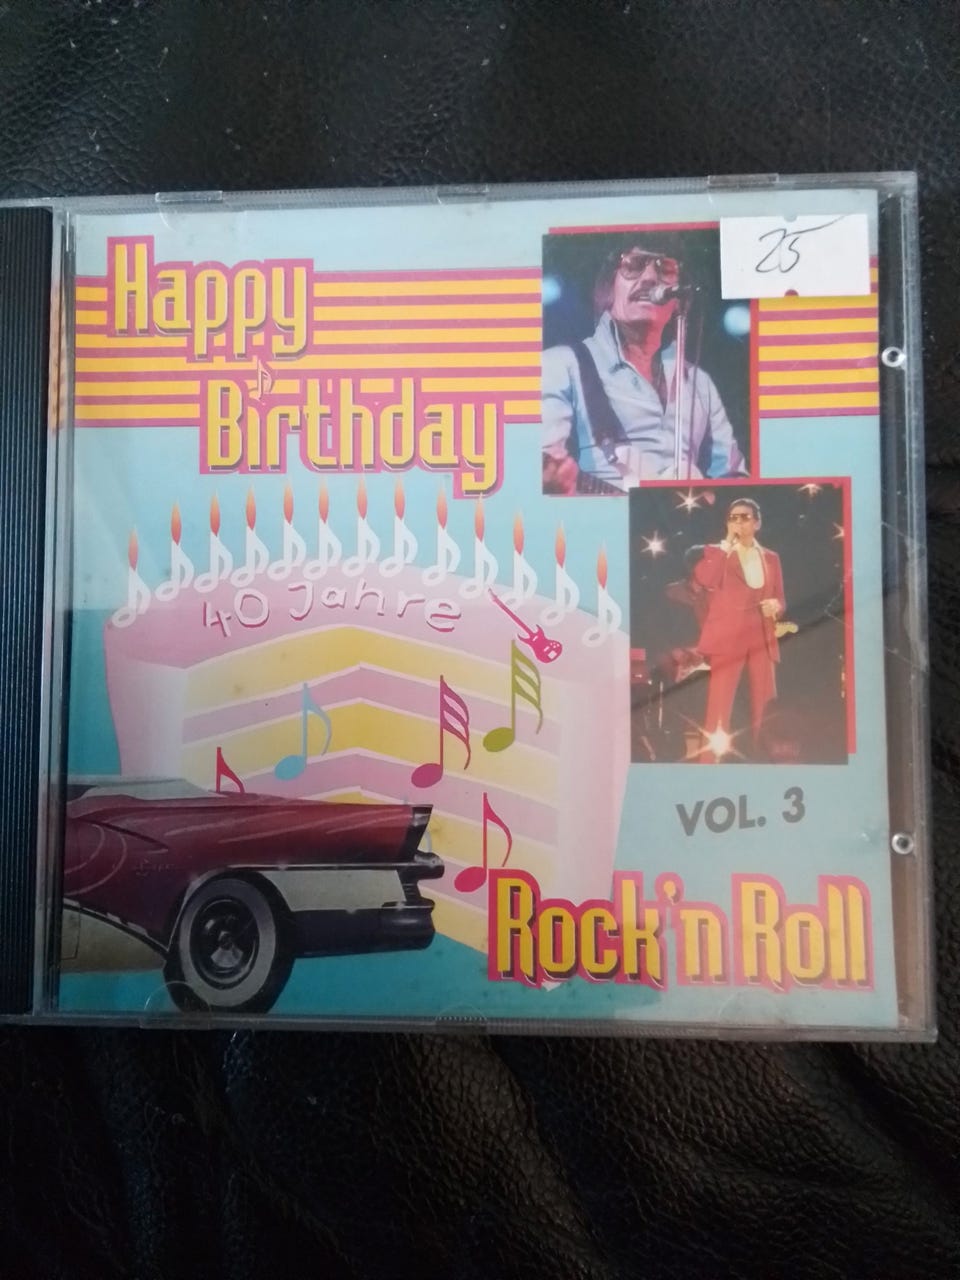 Happy
Birthday
25
40 Jahre
VOL. 3
Rock'n Roll